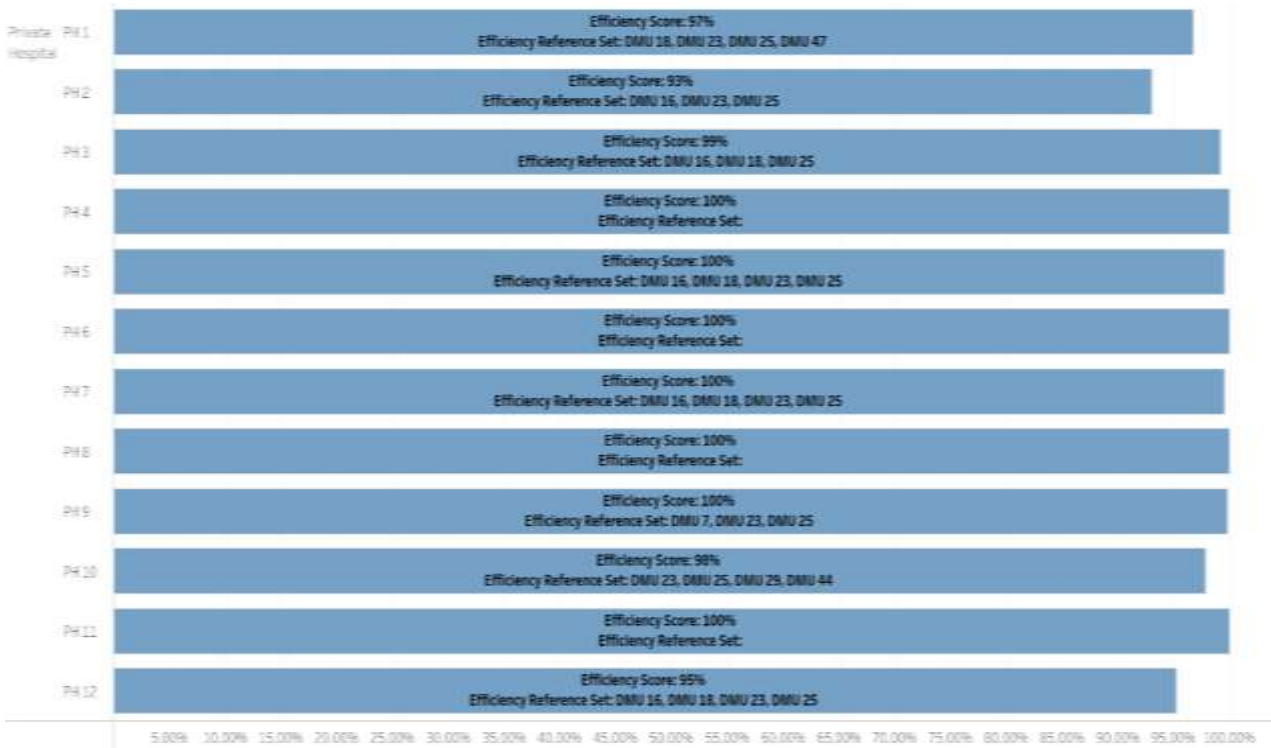 Private PH 1
Hospital
Efficiency Score: 97%
Efficiency Reference Set: DMU 18, DMU 23, DMU 25, DMU 47
PH 2
Efficiency Score: 93%
Efficiency Reference Set: DMU 16, DMU 23, DMU 25
PH 3
Efficiency Score: 99%
Efficiency Reference Set: DMU 16, DMU 18, DMU 25
PH 4
Efficiency Score: 100%
Efficiency Reference Set:
PH 5
Efficiency Score: 100%
Efficiency Reference Set: DMU 16, DMU 18, DMU 23, DMU 25
PH 6
Efficiency Score: 100%
Efficiency Reference Set:
PH 7
Efficiency Score: 100%
Efficiency Reference Set: DMU 16, DMU 18, DMU 23, DMU 25
PH 8
Efficiency Score: 100%
Efficiency Reference Set:
PH 9
Efficiency Score: 100%
Efficiency Reference Set: DMU 7, DMU 23, DMU 25
PH 10
Efficiency Score: 98%
Efficiency Reference Set: DMU 23, DMU 25, DMU 29, DMU 44
PH 11
Efficiency Score: 100%
Efficiency Reference Set:
PH 12
Efficiency Score: 95%
Efficiency Reference Set: DMU 16, DMU 18, DMU 23, DMU 25
5.00% 10.00% 15.00% 20.00% 25.00% 30.00% 35.00% 40.00% 45.00% 50.00% 55.00% 60.00% 65.00% 70.00% 75.00% 80.00% 85.00% 90.00% 95.00% 100.00%